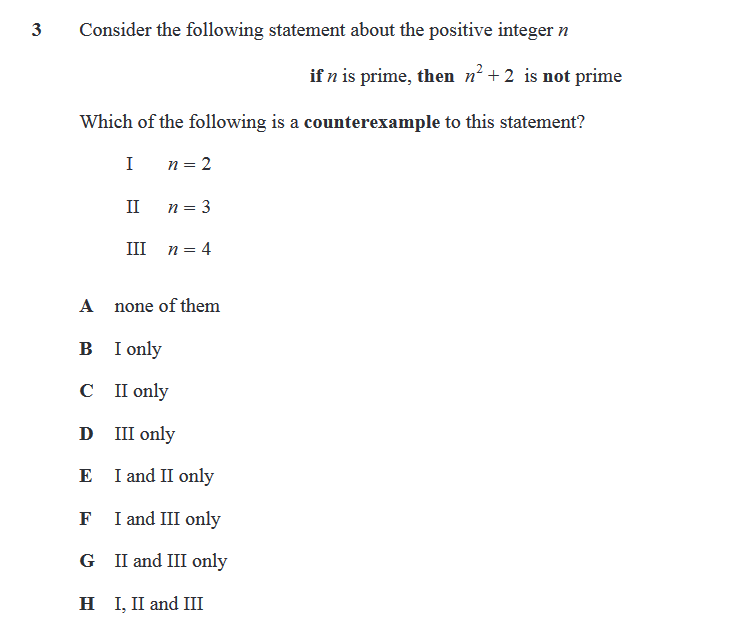 3 Consider the following statement about the positive integer n
if n is prime, then n² + 2 is not prime
Which of the following is a counterexample to this statement?
I n = 2
II n = 3
III n = 4
A none of them
B I only
C II only
D III only
E I and II only
F I and III only
G II and III only
H I, II and III